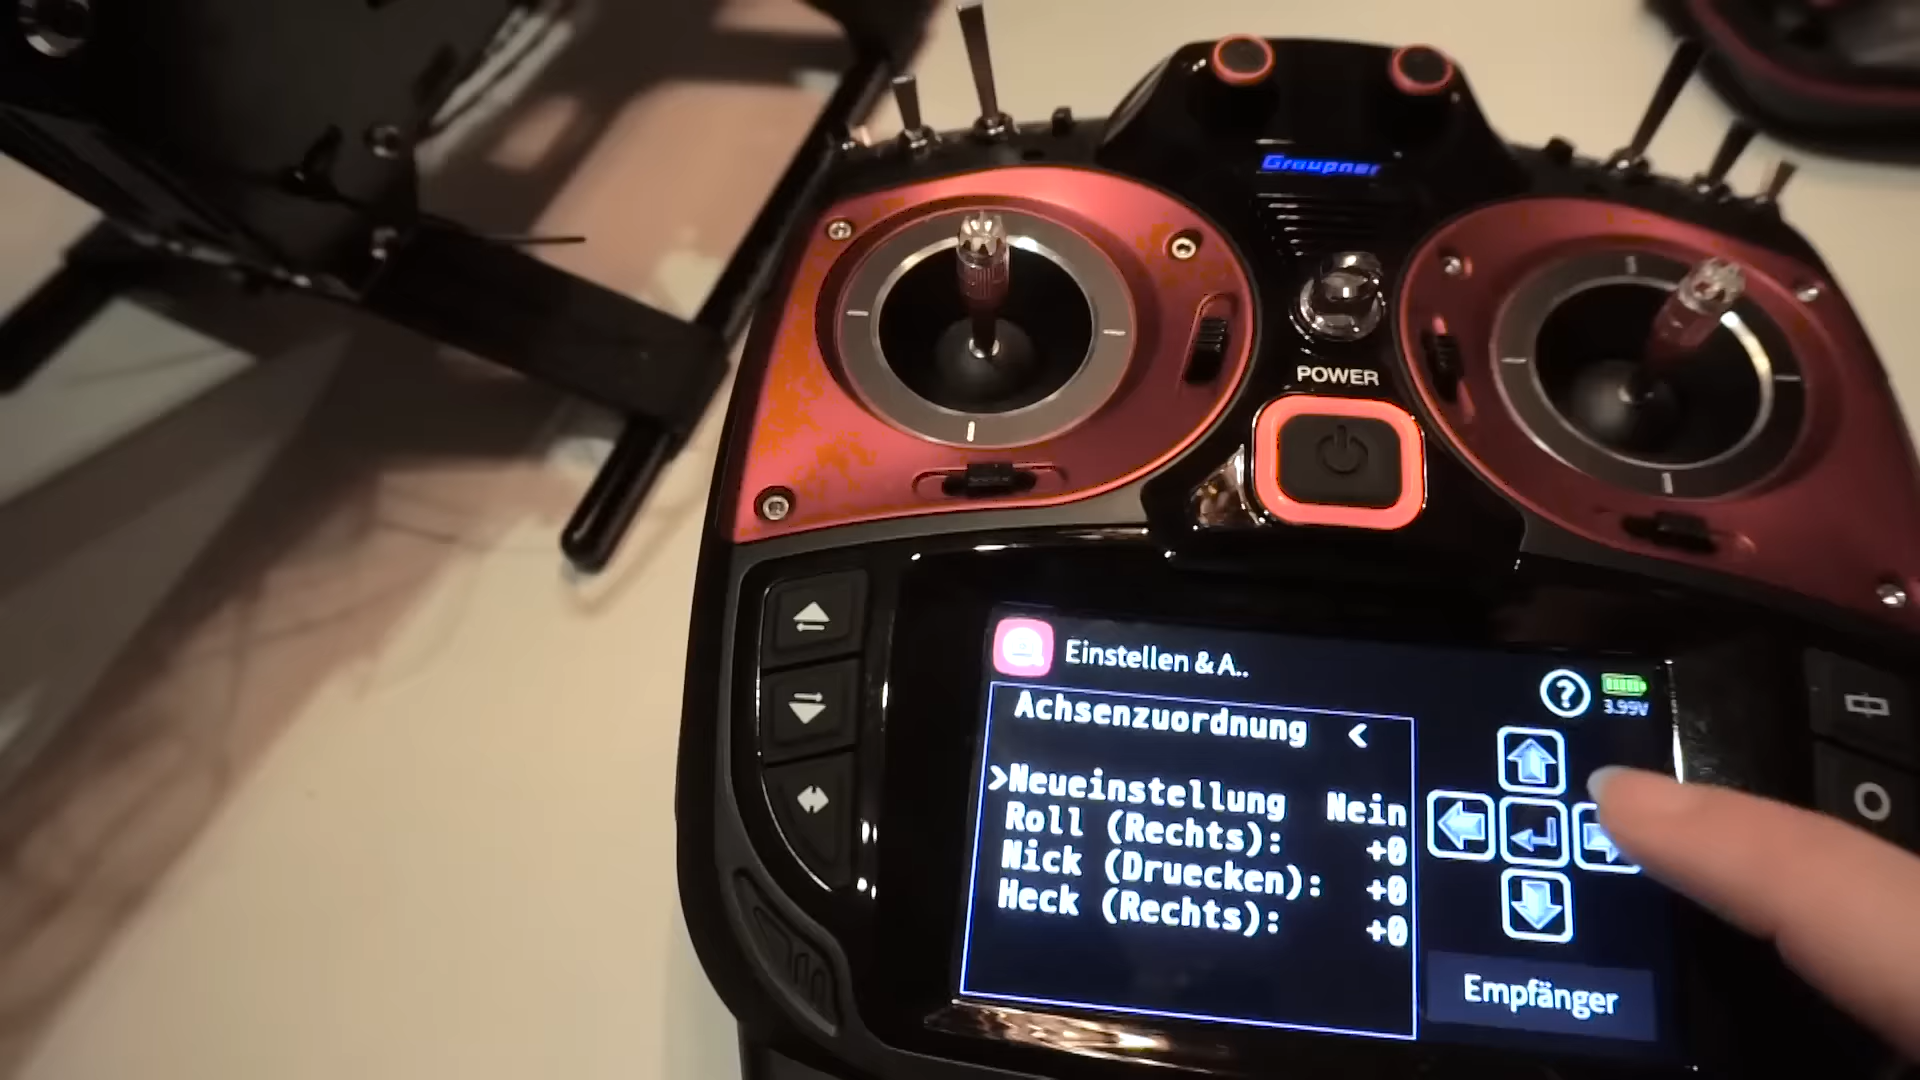 Graupner
POWER
Einstellen & A..
3.99V
Achsenzuordnung <
>Neueinstellung Nein
Roll (Rechts): +0
Nick (Druecken): +0
Heck (Rechts): +0
Empfänger